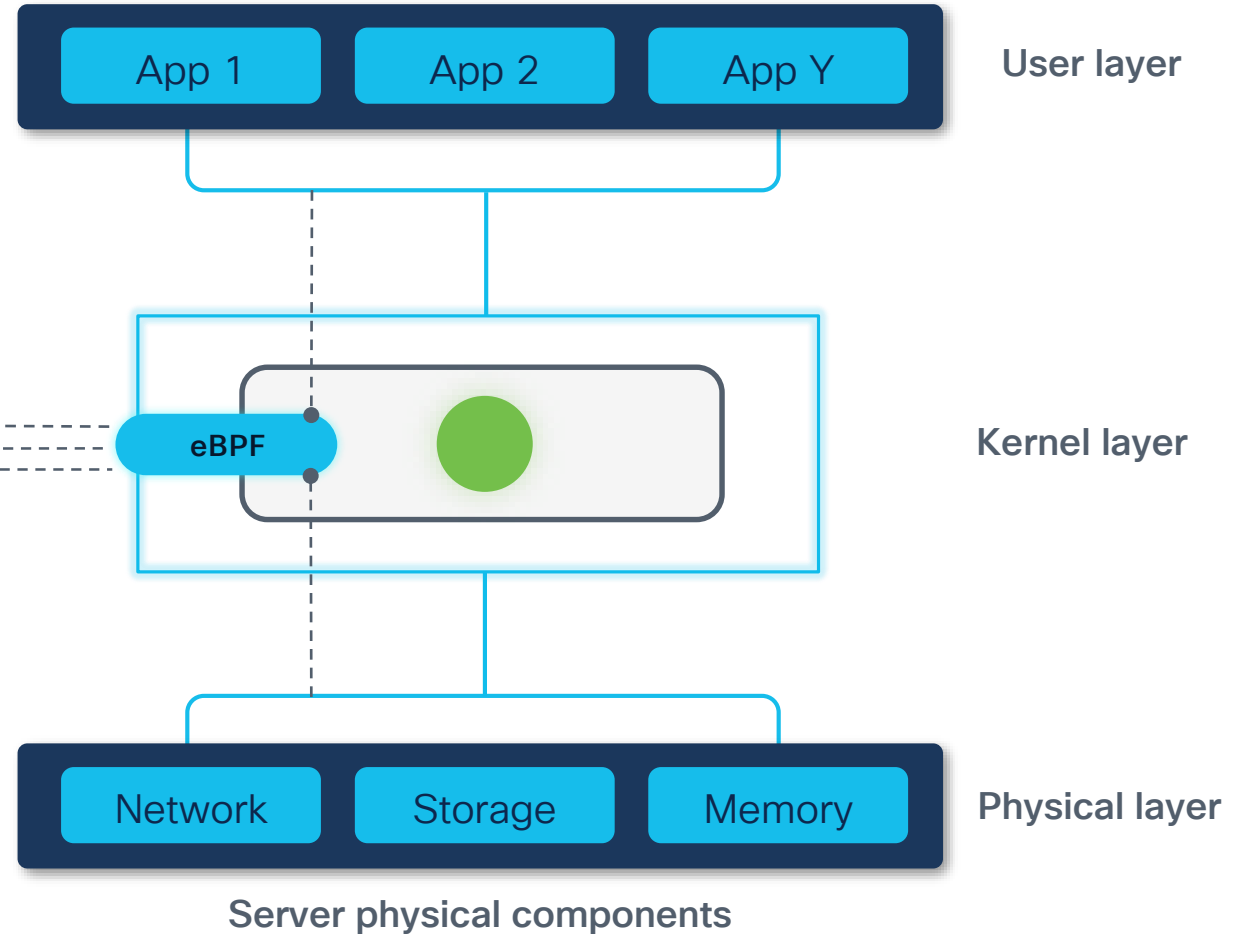 App 1
App 2
App Y
User layer
eBPF
Kernel layer
Network
Storage
Memory
Physical layer
Server physical components